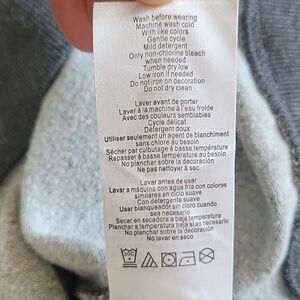 Wash before wearing
Machine wash cold
With like colors
Gentle cycle
Mild detergent
Only non-chlorine bleach
when needed
Tumble dry low
Low iron if needed
Do not iron on decoration
Do not dry clean
Laver avant de porter
Laver à la machine à l'eau froide
Avec des couleurs semblables
Cycle délicat
Détergent doux
Utiliser seulement un agent de blanchiment
sans chlore au besoin
Sécher par culbutage à basse température
Repasser à basse température au besoin
No planchar sobre la decoración
Ne pas nettoyer à sec
Lavar antes de usar
Lavar a máquina con agua fría con colores
similares en ciclo suave
Con detergente suave
Usar blanqueador sin cloro cuando
sea necesario
Secar en secadora a baja temperatura
Planchar a baja temperatura si es necesario
No planchar sobre la decoración
No lavar en seco